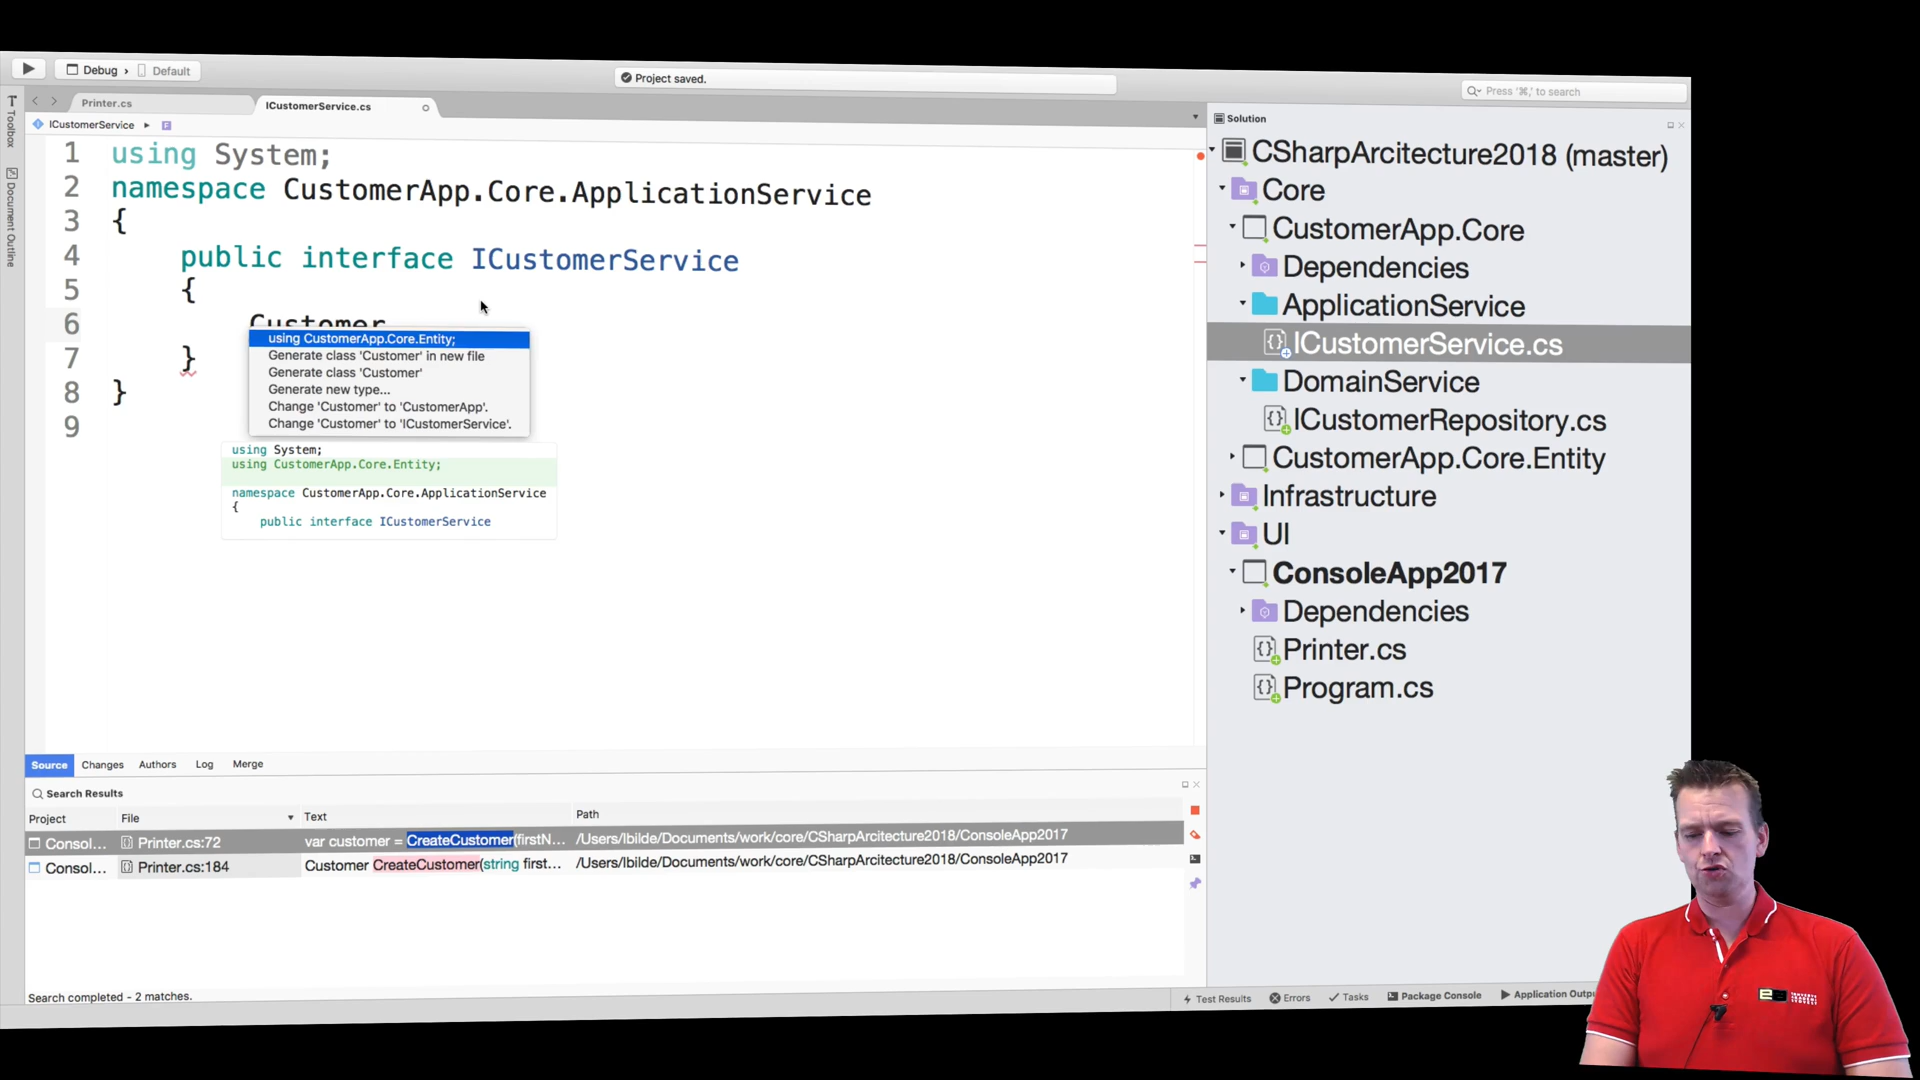 Debug › Default
Project saved.
Press '⌘,' to search
Toolbox
Document Outline
Printer.cs
ICustomerService.cs
ICustomerService
1 using System;
2 namespace CustomerApp.Core.ApplicationService
3 {
4 public interface ICustomerService
5 {
6 Customer
7 }
8 }
9
using CustomerApp.Core.Entity;
Generate class 'Customer' in new file
Generate class 'Customer'
Generate new type...
Change 'Customer' to 'CustomerApp'.
Change 'Customer' to 'ICustomerService'.
using System;
using CustomerApp.Core.Entity;
namespace CustomerApp.Core.ApplicationService
{
public interface ICustomerService
Solution
CSharpArcitecture2018 (master)
Core
CustomerApp.Core
Dependencies
ApplicationService
ICustomerService.cs
DomainService
ICustomerRepository.cs
CustomerApp.Core.Entity
Infrastructure
UI
ConsoleApp2017
Dependencies
Printer.cs
Program.cs
Source Changes Authors Log Merge
Search Results
Project File Text Path
Consol... Printer.cs:72 var customer = CreateCustomer(firstN... /Users/lbilde/Documents/work/core/CSharpArcitecture2018/ConsoleApp2017
Consol... Printer.cs:184 Customer CreateCustomer(string first... /Users/lbilde/Documents/work/core/CSharpArcitecture2018/ConsoleApp2017
Search completed - 2 matches.
Test Results Errors Tasks Package Console Application Outpu